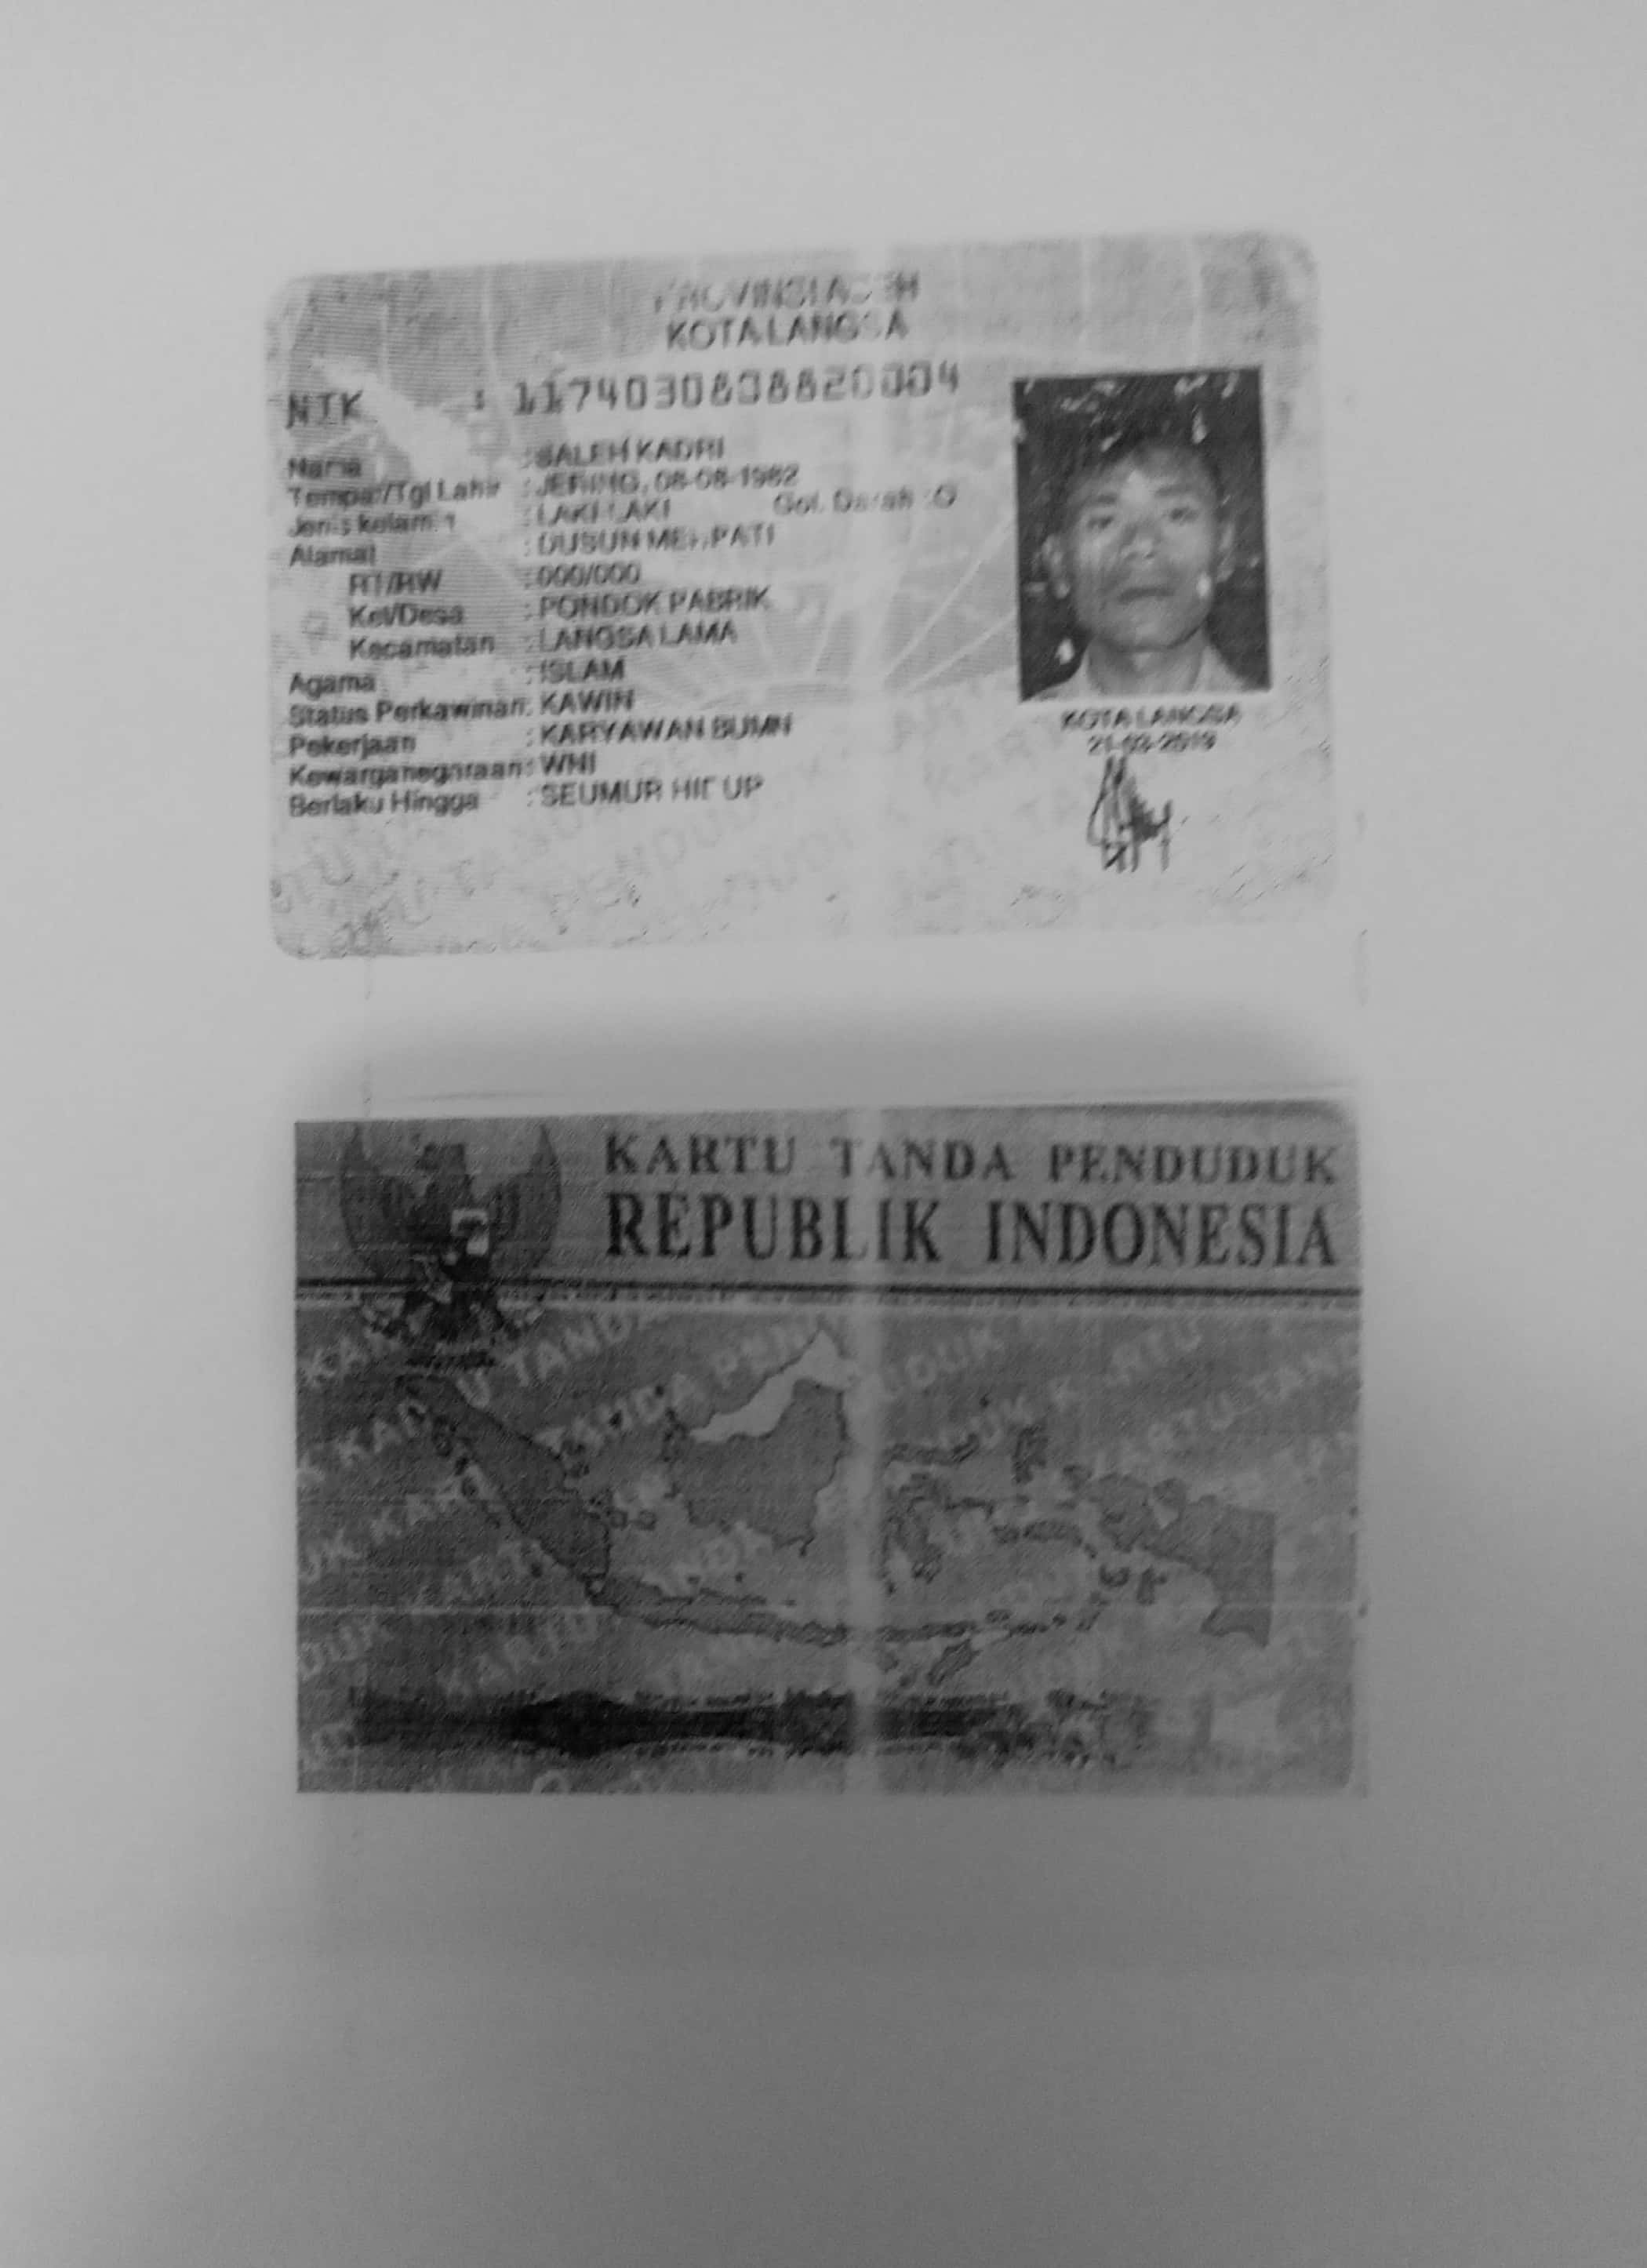 PROVINSI ACEH
KOTA LANGSA
NIK : 1174030808820004
Nama : SALEH KADRI
Tempat/Tgl Lahir : JERING, 08-08-1982
Jenis kelamin : LAKI-LAKI Gol. Darah : O
Alamat : DUSUN MERPATI
RT/RW : 000/000
Kel/Desa : PONDOK PABRIK
Kecamatan : LANGSA LAMA
Agama : ISLAM
Status Perkawinan: KAWIN
Pekerjaan : KARYAWAN BUMN
Kewarganegaraan: WNI
Berlaku Hingga : SEUMUR HIDUP
KOTA LANGSA
21-03-2019
KARTU TANDA PENDUDUK
REPUBLIK INDONESIA